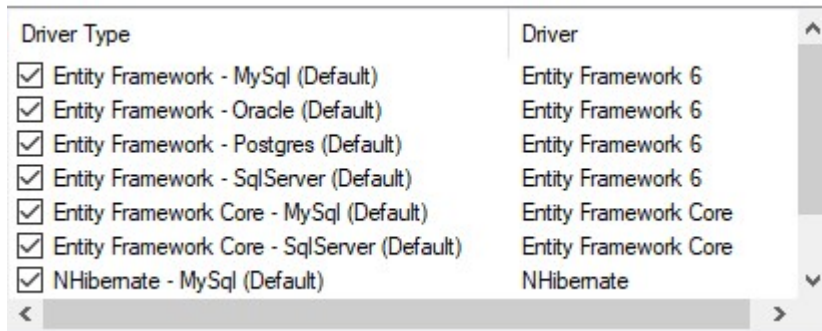 Driver Type Driver
Entity Framework - MySql (Default) Entity Framework 6
Entity Framework - Oracle (Default) Entity Framework 6
Entity Framework - Postgres (Default) Entity Framework 6
Entity Framework - SqlServer (Default) Entity Framework 6
Entity Framework Core - MySql (Default) Entity Framework Core
Entity Framework Core - SqlServer (Default) Entity Framework Core
NHibernate - MySql (Default) NHibernate